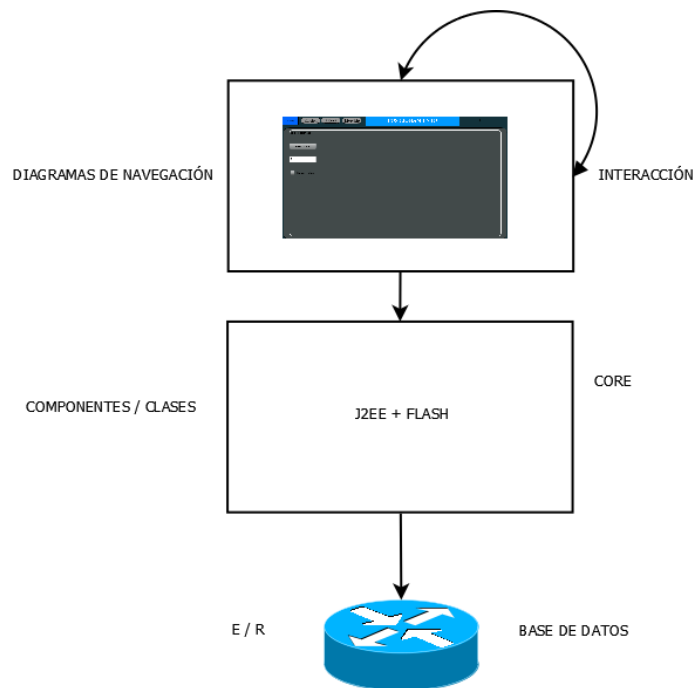 DIAGRAMAS DE NAVEGACIÓN
INTERACCIÓN
CORE
COMPONENTES / CLASES
J2EE + FLASH
E / R
BASE DE DATOS